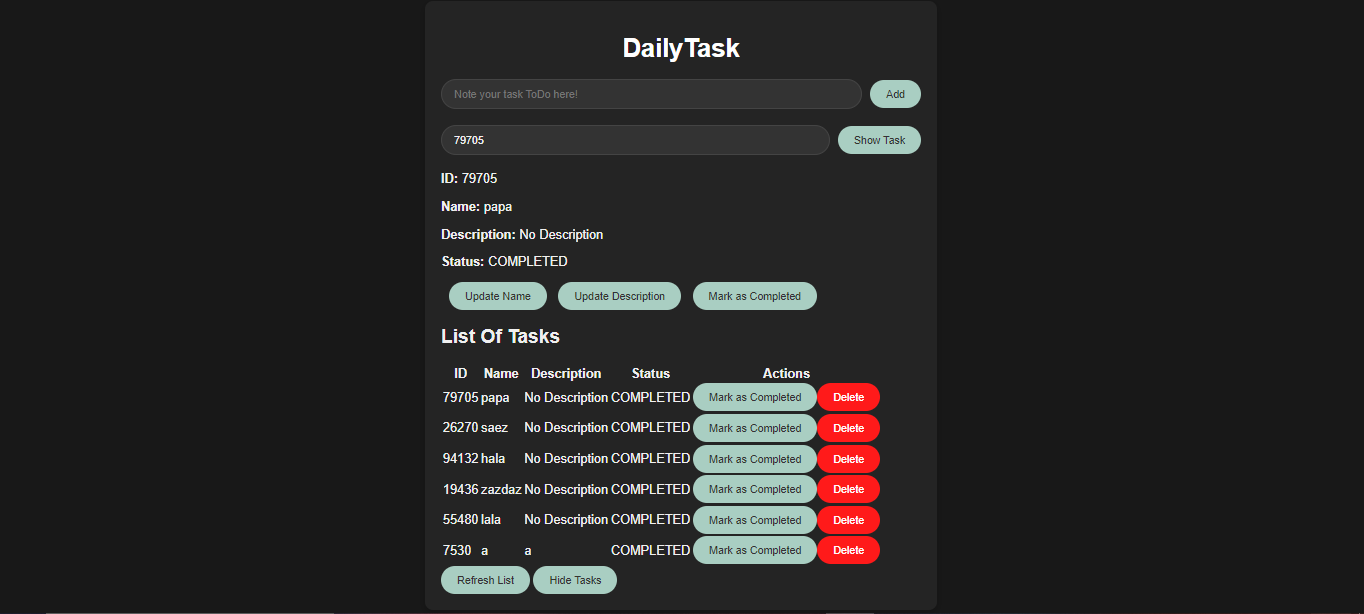 DailyTask
Note your task ToDo here! Add
79705 Show Task
ID: 79705
Name: papa
Description: No Description
Status: COMPLETED
Update Name Update Description Mark as Completed
List Of Tasks
ID Name Description Status Actions
79705 papa No Description COMPLETED Mark as Completed Delete
26270 saez No Description COMPLETED Mark as Completed Delete
94132 hala No Description COMPLETED Mark as Completed Delete
19436 zazdaz No Description COMPLETED Mark as Completed Delete
55480 lala No Description COMPLETED Mark as Completed Delete
7530 a a COMPLETED Mark as Completed Delete
Refresh List Hide Tasks